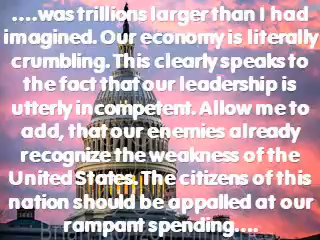 ....was trillions larger than I had
imagined. Our economy is literally
crumbling. This clearly speaks to
the fact that our leadership is
utterly incompetent. Allow me to
add, that our enemies already
recognize the weakness of the
United States. The citizens of this
nation should be appalled at our
rampant spending....